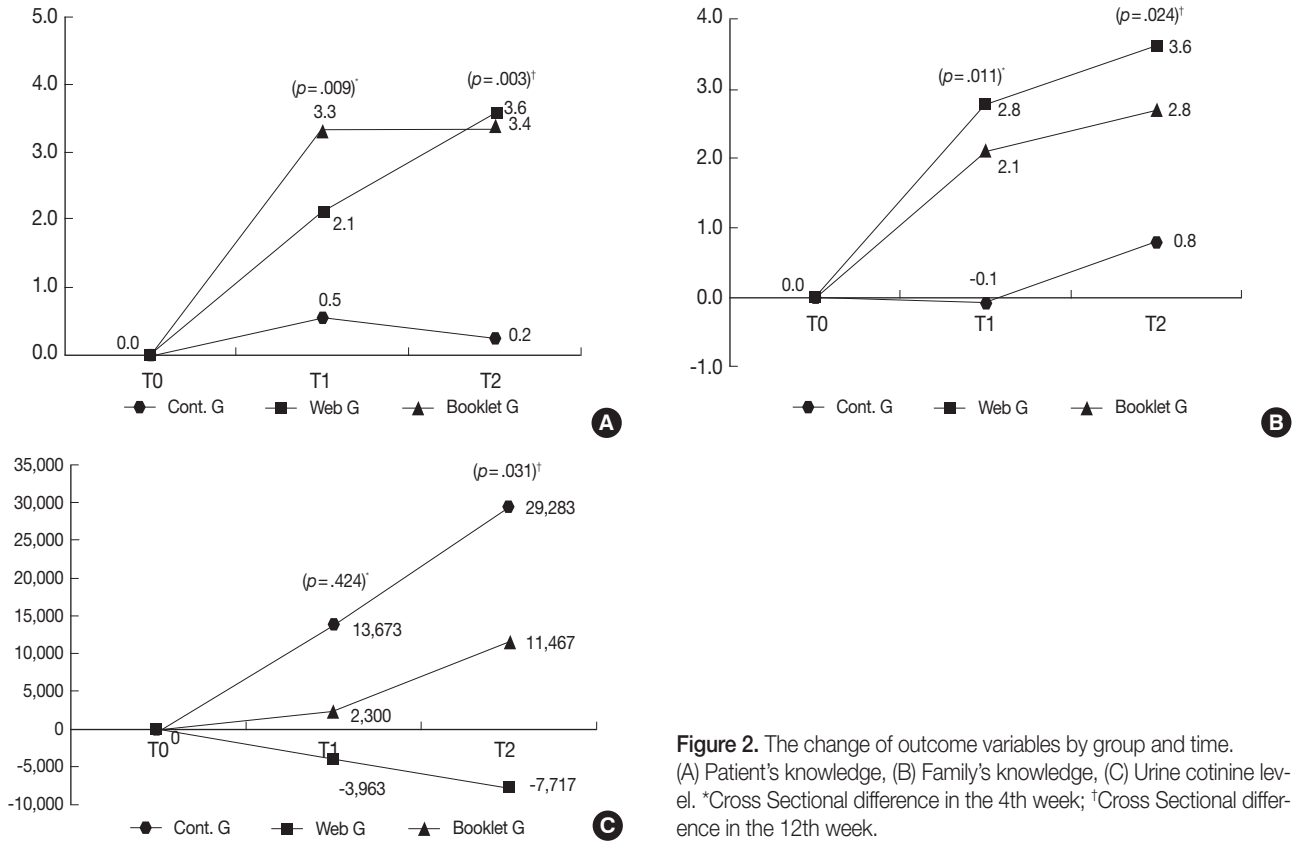 5.0
4.0
3.0
2.0
1.0
0.0
0.0
(p=.009)*
3.3
2.1
0.5
(p=.003)†
3.6
3.4
0.2
T0 T1 T2
Cont. G Web G Booklet G
A
4.0
3.0
2.0
1.0
0.0
-1.0
0.0
(p=.011)*
2.8
2.1
-0.1
(p=.024)†
3.6
2.8
0.8
T0 T1 T2
Cont. G Web G Booklet G
B
35,000
30,000
25,000
20,000
15,000
10,000
5,000
0
-5,000
-10,000
0
(p=.424)*
13,673
2,300
-3,963
(p=.031)†
29,283
11,467
-7,717
T0 T1 T2
Cont. G Web G Booklet G
C
Figure 2. The change of outcome variables by group and time.
(A) Patient's knowledge, (B) Family's knowledge, (C) Urine cotinine lev-
el. *Cross Sectional difference in the 4th week; †Cross Sectional differ-
ence in the 12th week.